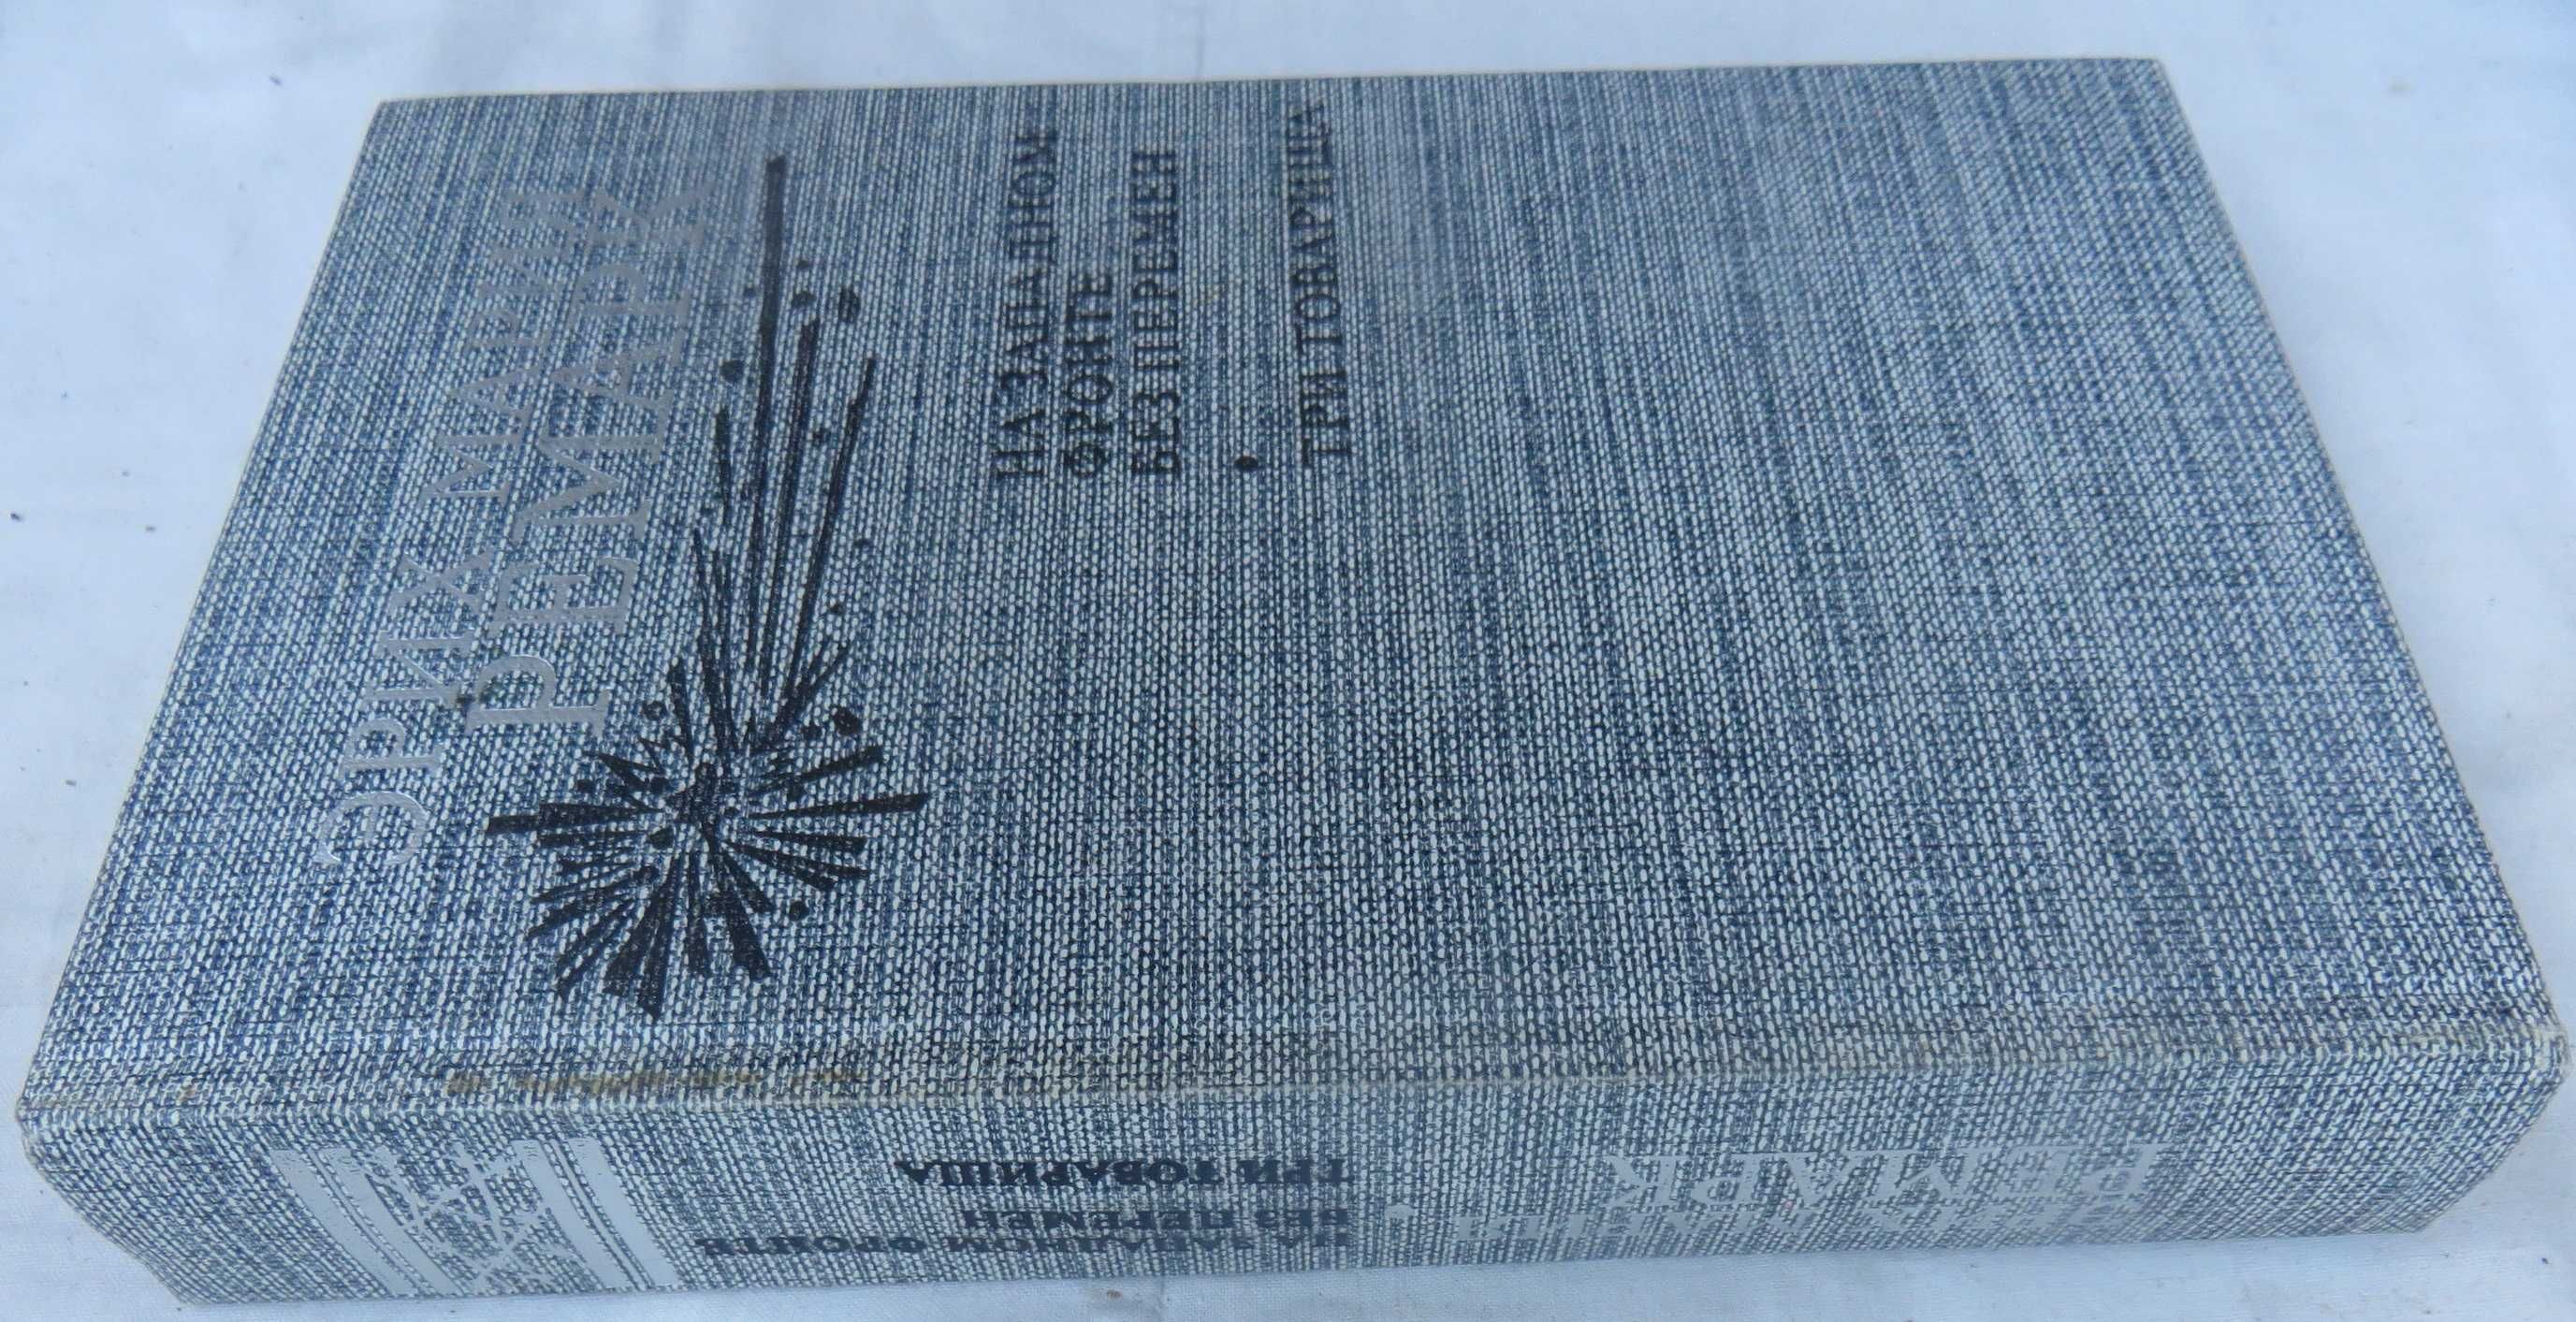 ЭРИХ МАРИЯ
РЕМАРК
НА ЗАПАДНОМ
ФРОНТЕ
БЕЗ ПЕРЕМЕН
•
ТРИ ТОВАРИЩА
ЭРИХ МАРИЯ
РЕМАРК
НА ЗАПАДНОМ ФРОНТЕ
БЕЗ ПЕРЕМЕН
ТРИ ТОВАРИЩА